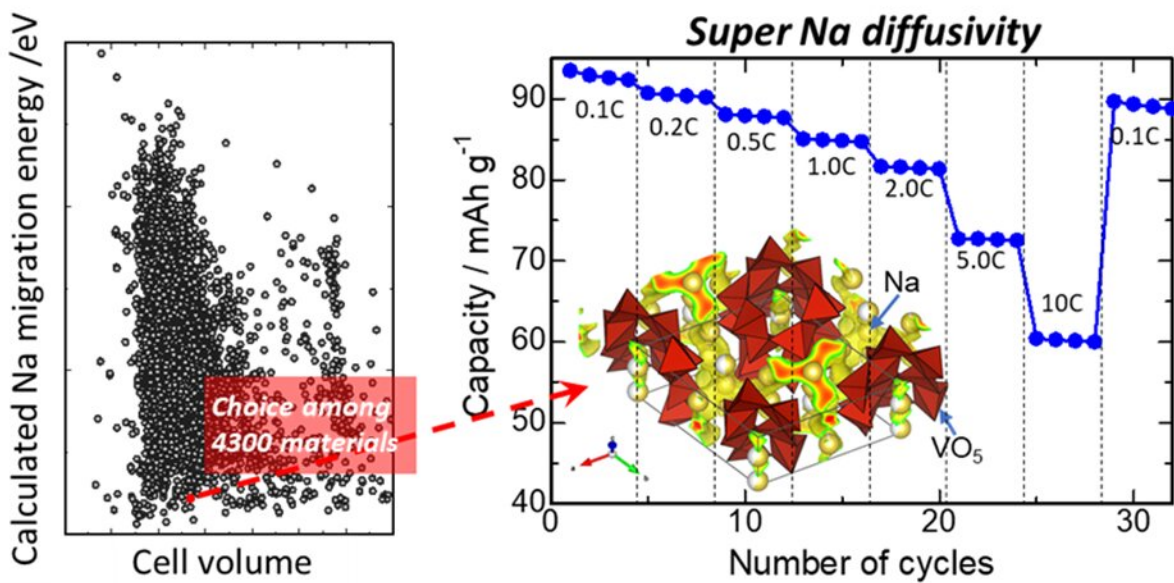 Calculated Na migration energy /eV
Choice among
4300 materials
Cell volume
Super Na diffusivity
Capacity / mAh g⁻¹
90
80
70
60
50
40
0.1C
0.2C
0.5C
1.0C
2.0C
5.0C
10C
0.1C
Na
VO₅
0
10
20
30
Number of cycles